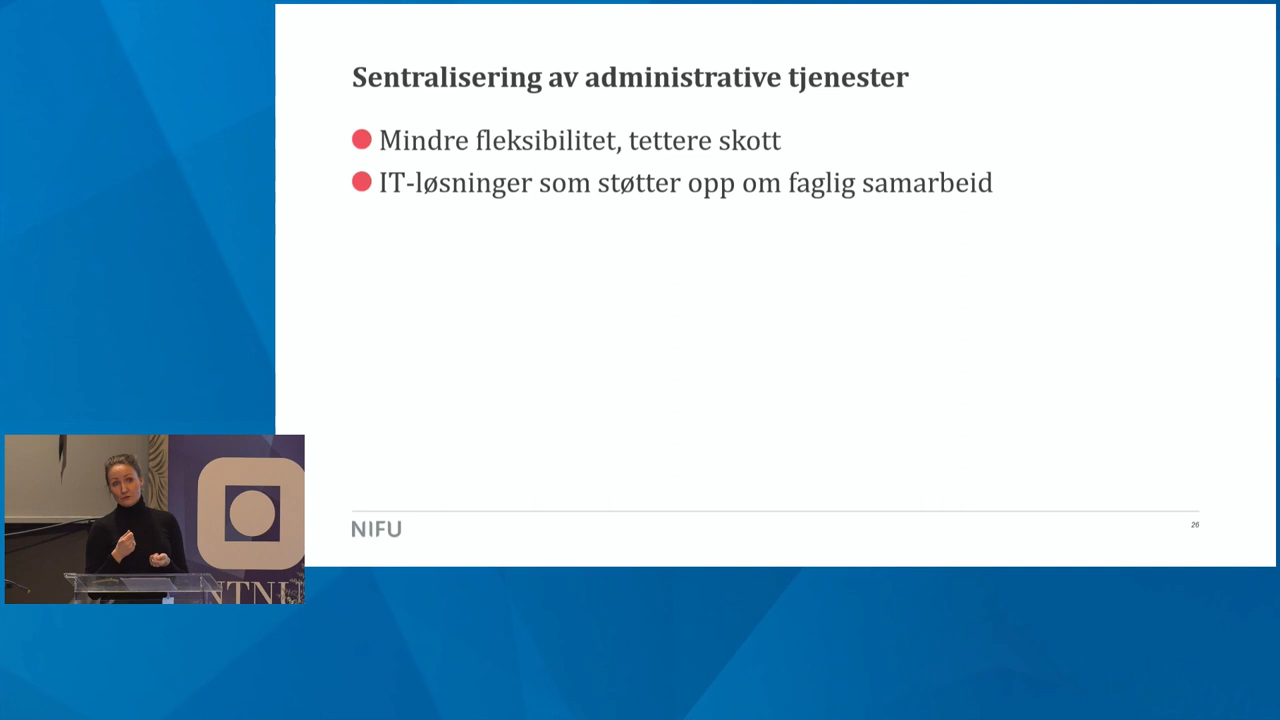 Sentralisering av administrative tjenester
Mindre fleksibilitet, tettere skott
IT-løsninger som støtter opp om faglig samarbeid
NIFU
26
NTNU